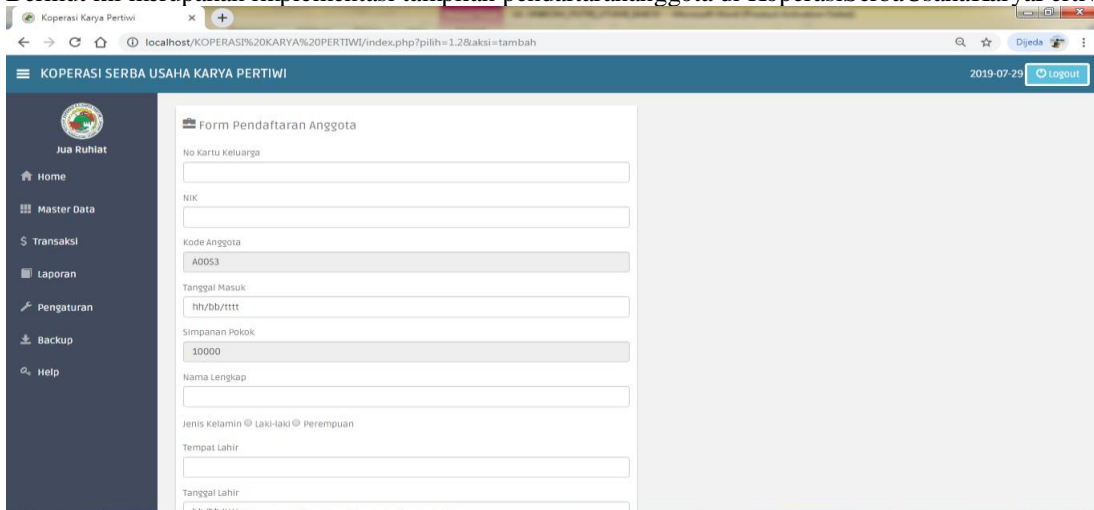 Koperasi Karya Pertiwi
localhost/KOPERASI%20KARYA%20PERTIWI/index.php?pilih=1.2&aksi=tambah
Dijeda
KOPERASI SERBA USAHA KARYA PERTIWI
2019-07-29 Logout
Jua Ruhiat
Home
Master Data
Transaksi
Laporan
Pengaturan
Backup
Help
Form Pendaftaran Anggota
No Kartu Keluarga
NIK
Kode Anggota
A0053
Tanggal Masuk
hh/bb/tttt
Simpanan Pokok
10000
Nama Lengkap
Jenis Kelamin Laki-laki Perempuan
Tempat Lahir
Tanggal Lahir